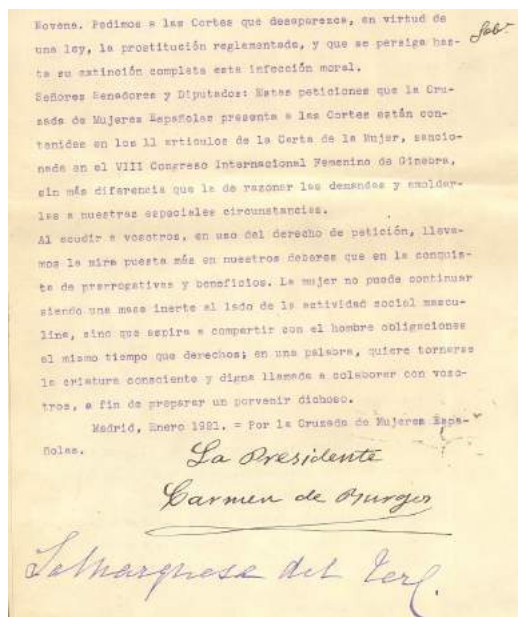 Novena. Pedimos a las Cortes que desaparezca, en virtud de
una ley, la prostitución reglamentada, y que se persiga has-
ta su extinción completa esta infección moral.
Señores Senadores y Diputados: Estas peticiones que la Cru-
zada de Mujeres Españolas presenta a las Cortes están con-
tenidas en los 11 artículos de la Carta de la Mujer, sancio-
nada en el VIII Congreso Internacional Femenino de Ginebra,
sin más diferencia que la de razonar las demandas y amoldar-
las a nuestras especiales circunstancias.
Al acudir a vosotros, en uso del derecho de petición, lleva-
mos la mira puesta más en nuestros deberes que en la conquis-
ta de prerrogativas y beneficios. La mujer no puede continuar
siendo una masa inerte al lado de la actividad social mascu-
lina, sino que aspira a compartir con el hombre obligaciones
al mismo tiempo que derechos; en una palabra, quiere tornarse
la criatura consciente y digna llamada a colaborar con voso-
tros, a fin de preparar un porvenir dichoso.
Madrid, Enero 1921. = Por la Cruzada de Mujeres Espa-
ñolas.
La Presidente
Carmen de Burgos
La Marquesa del Ter